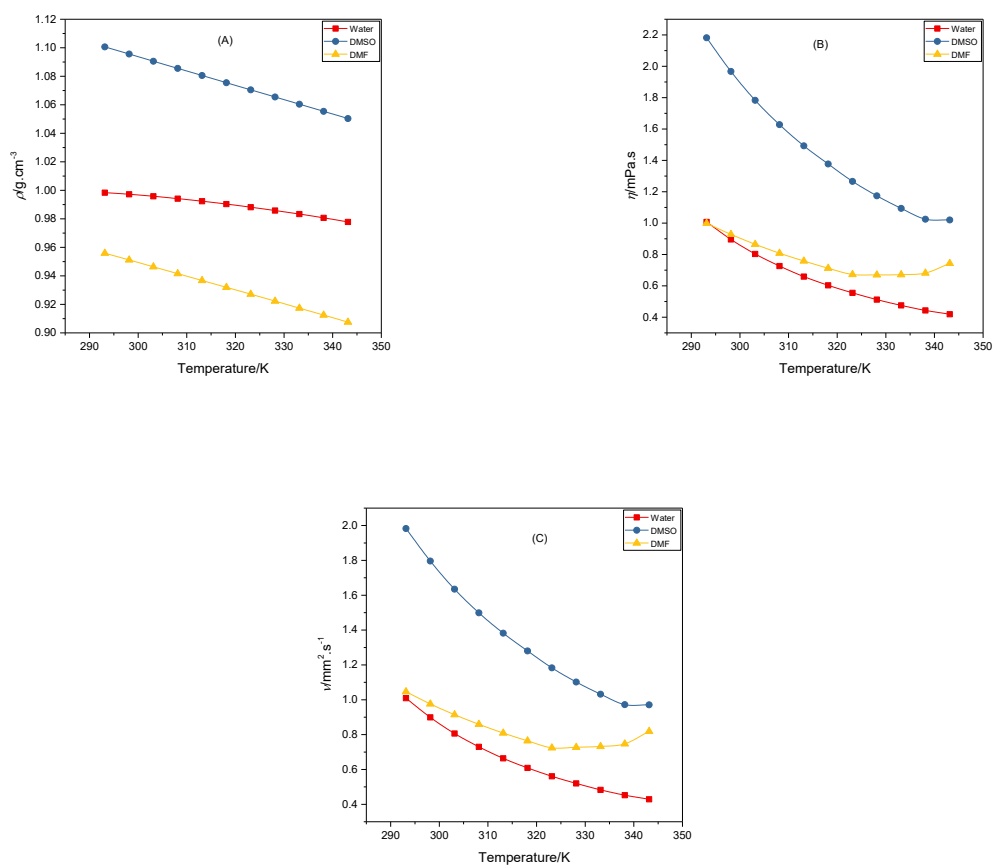 (A)
Water
DMSO
DMF
1.12
1.10
1.08
1.06
1.04
1.02
1.00
0.98
0.96
0.94
0.92
0.90
ρ/g.cm⁻³
290 300 310 320 330 340 350
Temperature/K
(B)
Water
DMSO
DMF
2.2
2.0
1.8
1.6
1.4
1.2
1.0
0.8
0.6
0.4
η/mPa.s
290 300 310 320 330 340 350
Temperature/K
(C)
Water
DMSO
DMF
2.0
1.8
1.6
1.4
1.2
1.0
0.8
0.6
0.4
ν/mm².s⁻¹
290 300 310 320 330 340 350
Temperature/K